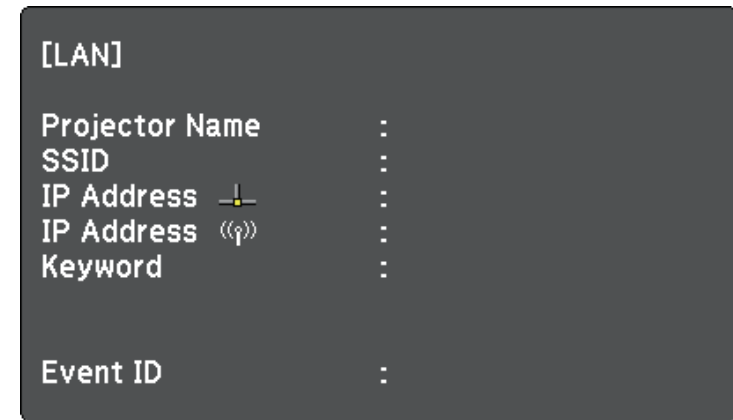 [LAN]
Projector Name :
SSID :
IP Address :
IP Address :
Keyword :
Event ID :